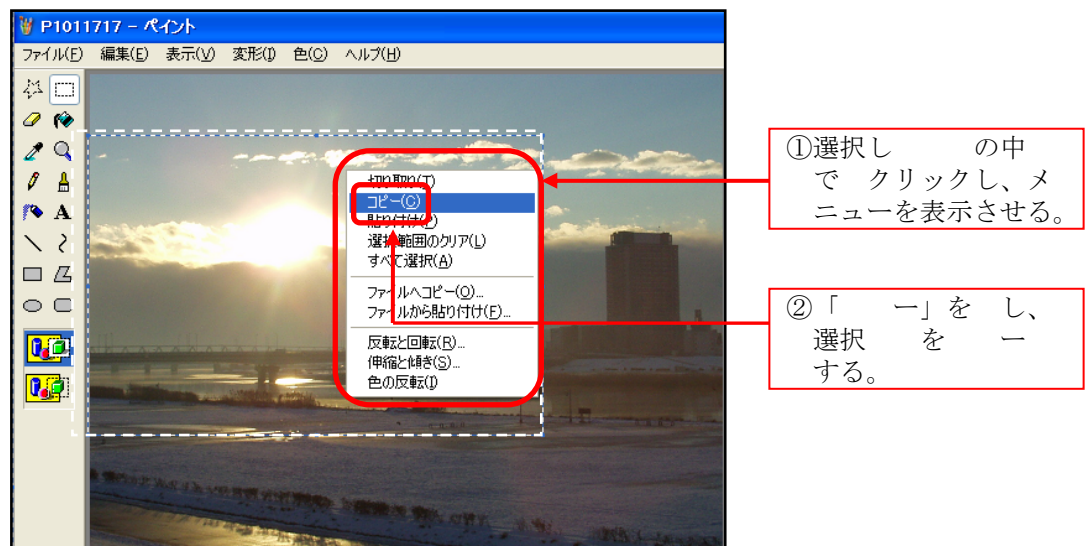 P1011717 - ペイント
ファイル(F) 編集(E) 表示(V) 変形(I) 色(C) ヘルプ(H)
切り取り(T)
コピー(C)
貼り付け(P)
選択範囲のクリア(L)
すべて選択(A)
ファイルへコピー(O)...
ファイルから貼り付け(F)...
反転と回転(R)...
伸縮と傾き(S)...
色の反転(I)
A
①選択し の中
で クリックし、メ
ニューを表示させる。
②「 ー」を し、
選択 を ー
する。